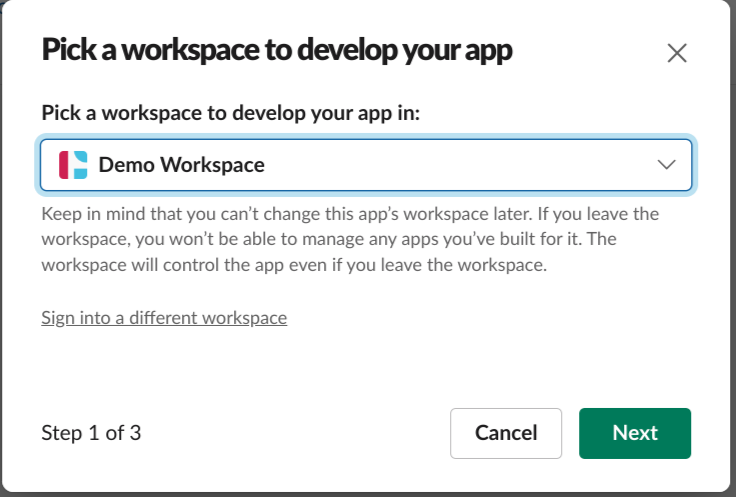 Pick a workspace to develop your app
Pick a workspace to develop your app in:
Demo Workspace
Keep in mind that you can’t change this app’s workspace later. If you leave the
workspace, you won’t be able to manage any apps you’ve built for it. The
workspace will control the app even if you leave the workspace.
Sign into a different workspace
Step 1 of 3
Cancel
Next